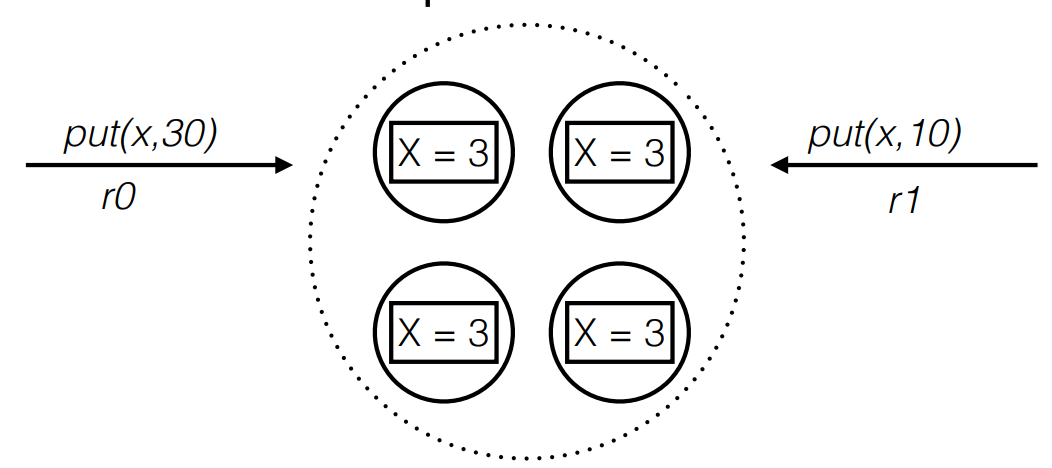 put(x,30)
r0
X = 3
X = 3
put(x,10)
r1
X = 3
X = 3